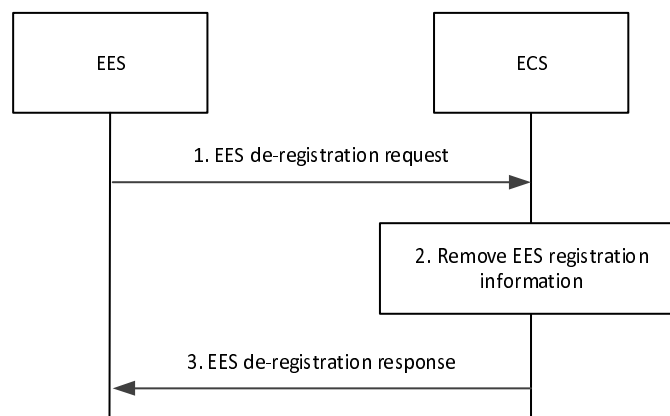 EES
ECS
1. EES de-registration request
2. Remove EES registration
information
3. EES de-registration response